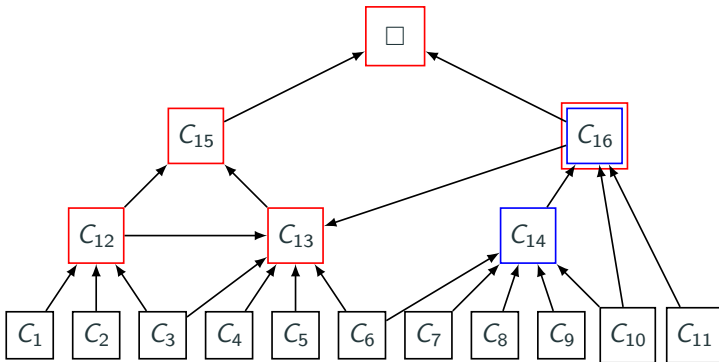 □
C₁₅ C₁₆
C₁₂ C₁₃ C₁₄
C₁ C₂ C₃ C₄ C₅ C₆ C₇ C₈ C₉ C₁₀ C₁₁